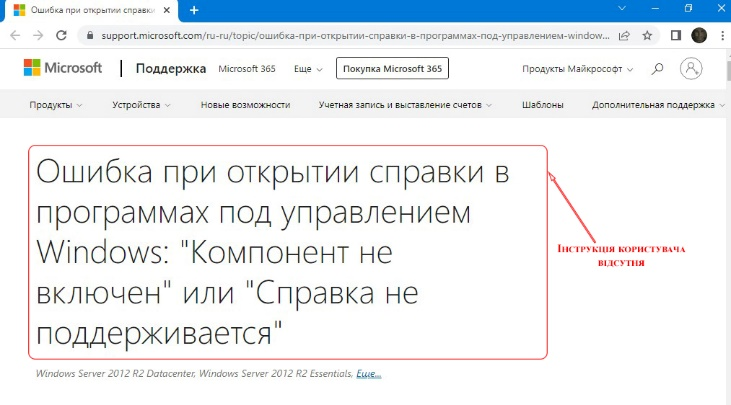 Ошибка при открытии справки
support.microsoft.com/ru-ru/topic/ошибка-при-открытии-справки-в-программах-под-управлением-window...
Microsoft Поддержка Microsoft 365 Еще Покупка Microsoft 365 Продукты Майкрософт
Продукты Устройства Новые возможности Учетная запись и выставление счетов Шаблоны Дополнительная поддержка
Ошибка при открытии справки в
программах под управлением
Windows: "Компонент не
включен" или "Справка не
поддерживается"
Інструкція користувача
відсутня
Windows Server 2012 R2 Datacenter, Windows Server 2012 R2 Essentials, Еще...